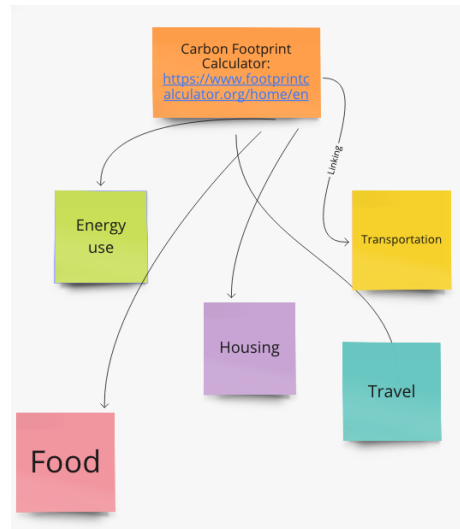 Carbon Footprint
Calculator:
https://www.footprintc
alculator.org/home/en
Linking
Energy
use
Transportation
Housing
Travel
Food